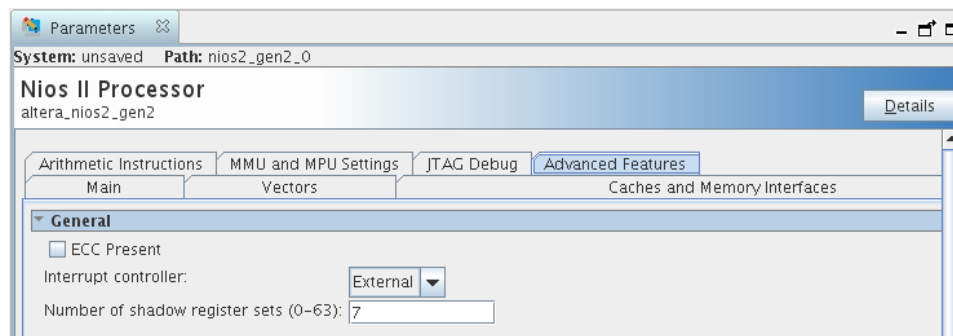 Parameters
System: unsaved Path: nios2_gen2_0
Nios II Processor
altera_nios2_gen2
Details
Arithmetic Instructions MMU and MPU Settings JTAG Debug Advanced Features
Main Vectors Caches and Memory Interfaces
General
ECC Present
Interrupt controller: External
Number of shadow register sets (0-63): 7